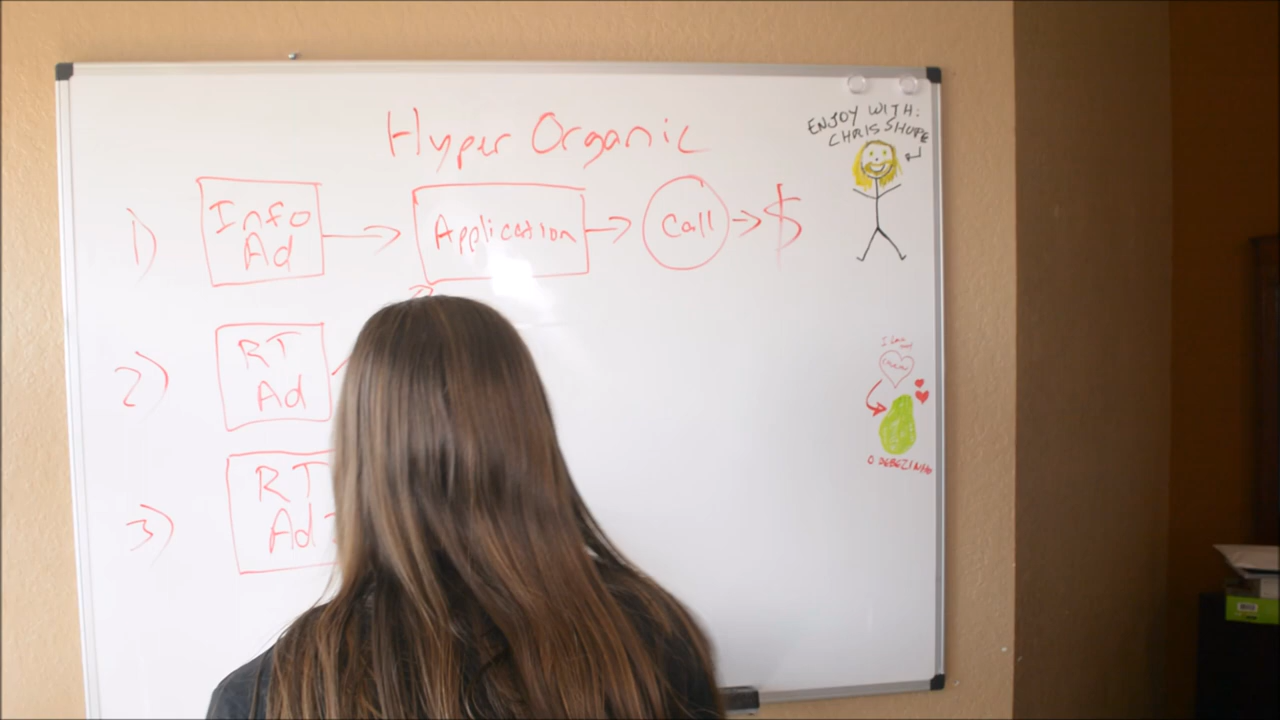 Hyper Organic
ENJOY WITH:
CHRIS SHUPE
1)
Info
Ad
Application
Call
$
2)
RT
Ad
3)
RT
Ad
I
O